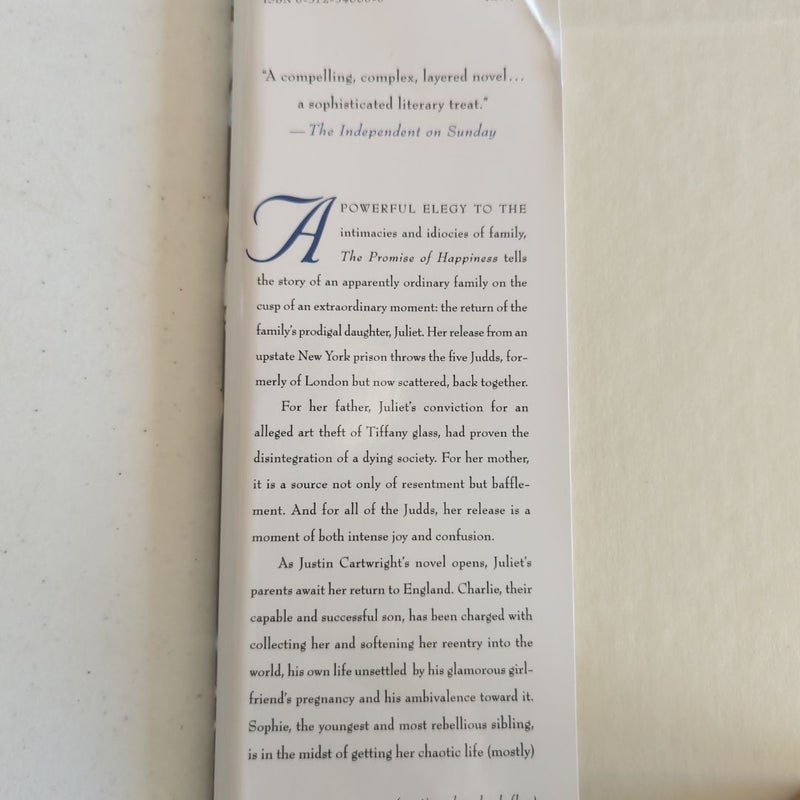 "A compelling, complex, layered novel...
a sophisticated literary treat."
— The Independent on Sunday
A POWERFUL ELEGY TO THE
intimacies and idiocies of family,
The Promise of Happiness tells
the story of an apparently ordinary family on the
cusp of an extraordinary moment: the return of the
family's prodigal daughter, Juliet. Her release from an
upstate New York prison throws the five Judds, for-
merly of London but now scattered, back together.
For her father, Juliet's conviction for an
alleged art theft of Tiffany glass, had proven the
disintegration of a dying society. For her mother,
it is a source not only of resentment but baffle-
ment. And for all of the Judds, her release is a
moment of both intense joy and confusion.
As Justin Cartwright's novel opens, Juliet's
parents await her return to England. Charlie, their
capable and successful son, has been charged with
collecting her and softening her reentry into the
world, his own life unsettled by his glamorous girl-
friend's pregnancy and his ambivalence toward it.
Sophie, the youngest and most rebellious sibling,
is in the midst of getting her chaotic life (mostly)